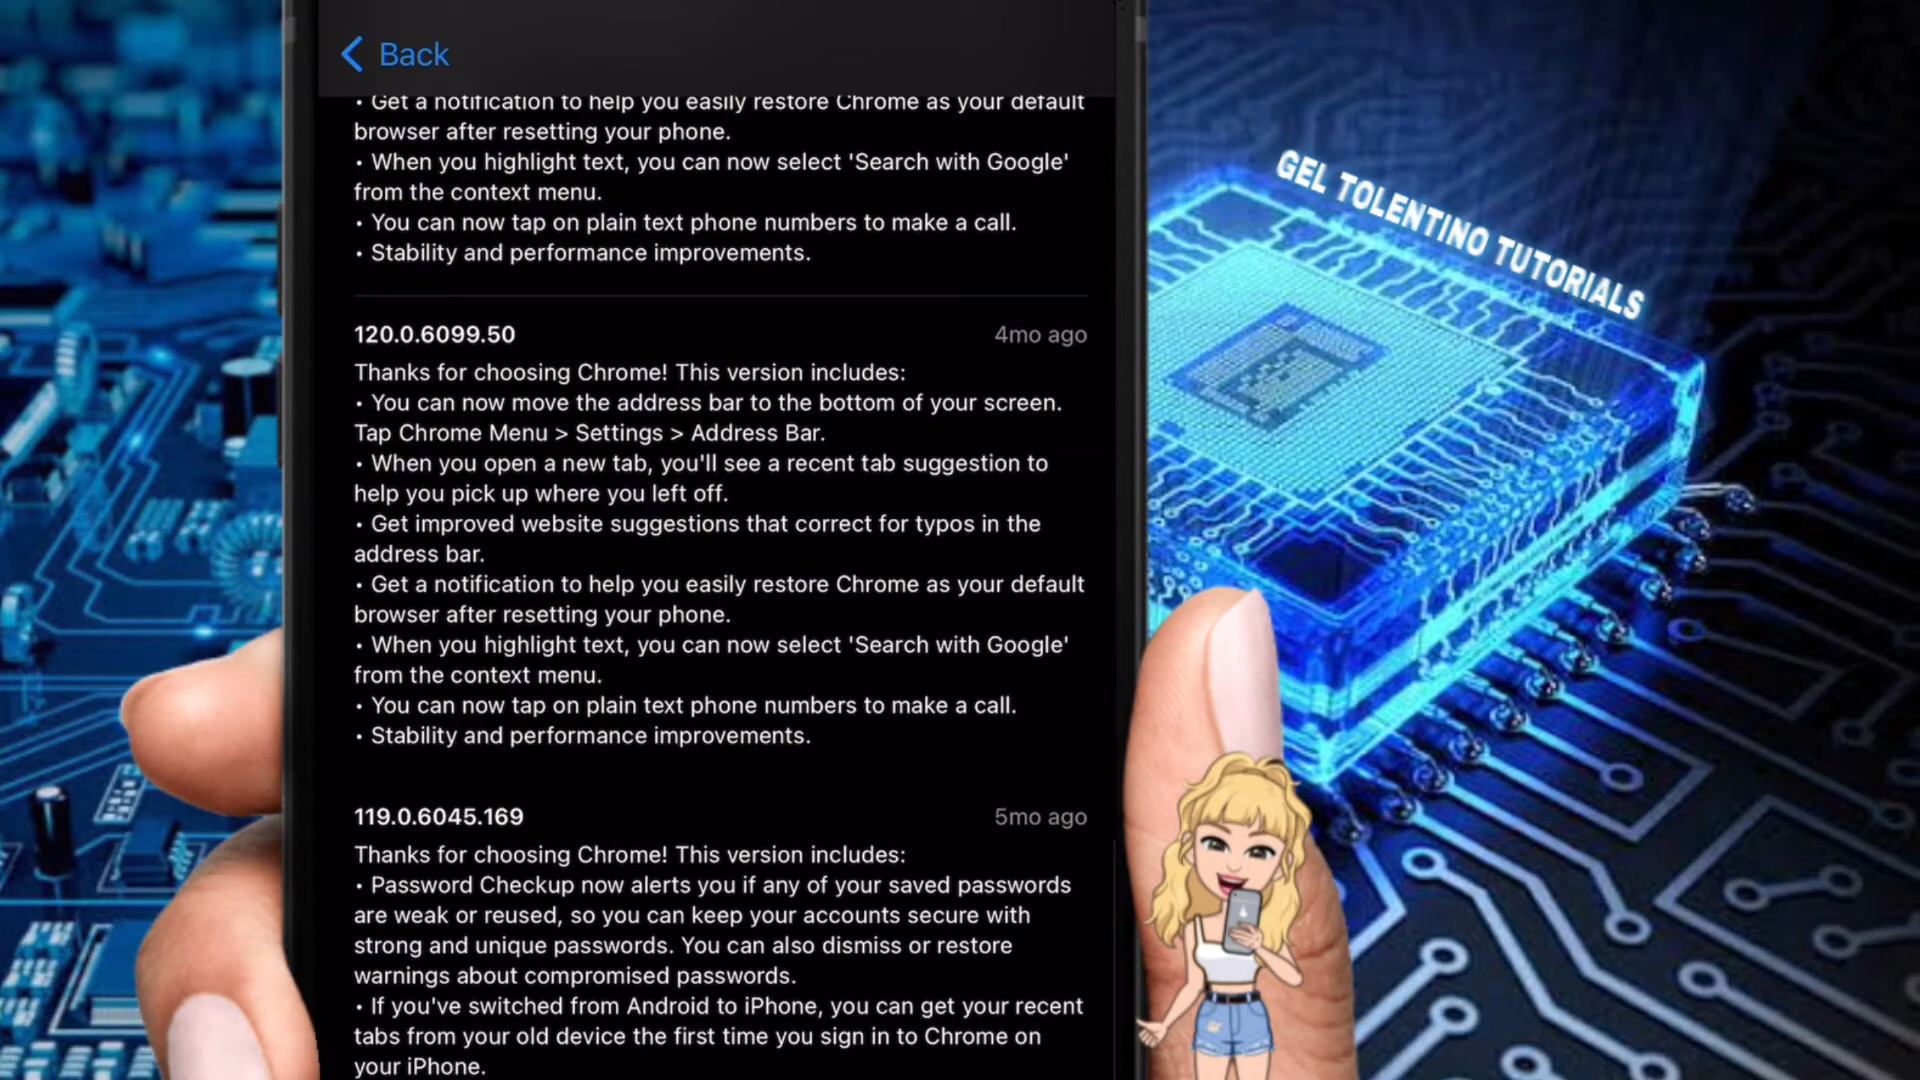 Back
• Get a notification to help you easily restore Chrome as your default
browser after resetting your phone.
• When you highlight text, you can now select 'Search with Google'
from the context menu.
• You can now tap on plain text phone numbers to make a call.
• Stability and performance improvements.
120.0.6099.50 4mo ago
Thanks for choosing Chrome! This version includes:
• You can now move the address bar to the bottom of your screen.
Tap Chrome Menu > Settings > Address Bar.
• When you open a new tab, you'll see a recent tab suggestion to
help you pick up where you left off.
• Get improved website suggestions that correct for typos in the
address bar.
• Get a notification to help you easily restore Chrome as your default
browser after resetting your phone.
• When you highlight text, you can now select 'Search with Google'
from the context menu.
• You can now tap on plain text phone numbers to make a call.
• Stability and performance improvements.
119.0.6045.169 5mo ago
Thanks for choosing Chrome! This version includes:
• Password Checkup now alerts you if any of your saved passwords
are weak or reused, so you can keep your accounts secure with
strong and unique passwords. You can also dismiss or restore
warnings about compromised passwords.
• If you've switched from Android to iPhone, you can get your recent
tabs from your old device the first time you sign in to Chrome on
your iPhone.
GEL TOLENTINO TUTORIALS